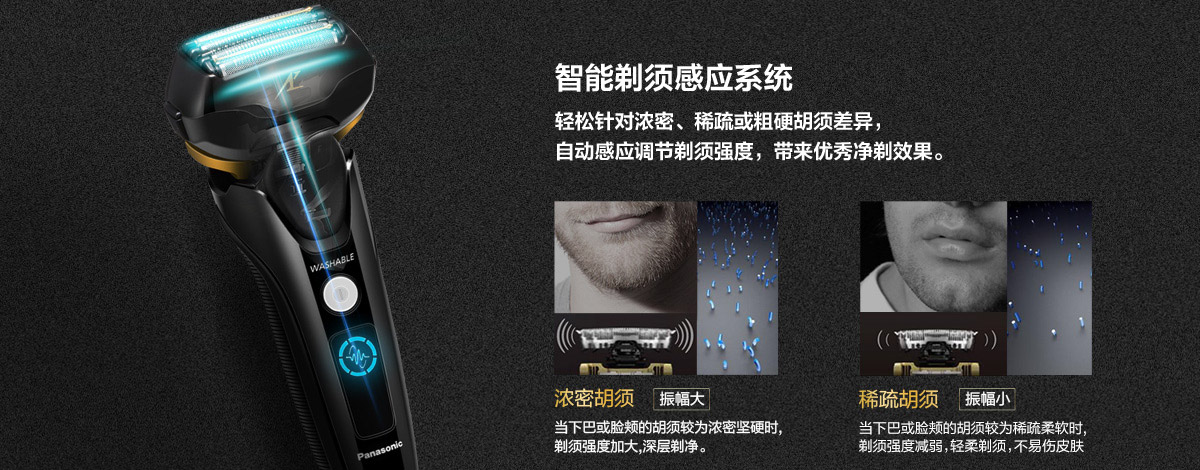 智能剃须感应系统
轻松针对浓密、稀疏或粗硬胡须差异，
自动感应调节剃须强度，带来优秀净剃效果。
WASHABLE
Panasonic
浓密胡须 振幅大
当下巴或脸颊的胡须较为浓密坚硬时,
剃须强度加大,深层剃净。
稀疏胡须 振幅小
当下巴或脸颊的胡须较为稀疏柔软时,
剃须强度减弱,轻柔剃须,不易伤皮肤